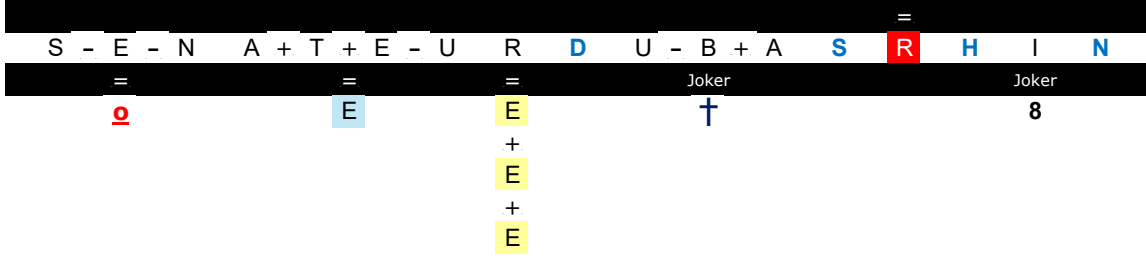 =
S - E - N A + T + E - U R D U - B + A S R H I N
= = = Joker Joker
o E E † 8
+
E
+
E